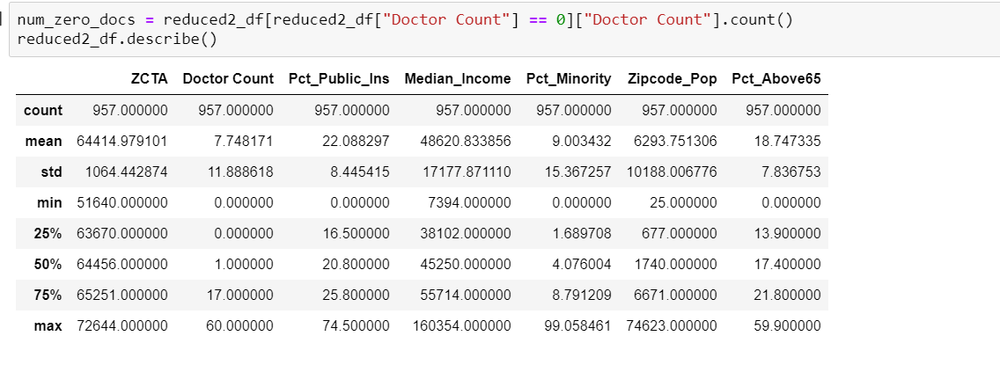 num_zero_docs = reduced2_df[reduced2_df["Doctor Count"] == 0]["Doctor Count"].count()
reduced2_df.describe()
ZCTA Doctor Count Pct_Public_Ins Median_Income Pct_Minority Zipcode_Pop Pct_Above65
count 957.000000 957.000000 957.000000 957.000000 957.000000 957.000000 957.000000
mean 64414.979101 7.748171 22.088297 48620.833856 9.003432 6293.751306 18.747335
std 1064.442874 11.888618 8.445415 17177.871110 15.367257 10188.006776 7.836753
min 51640.000000 0.000000 0.000000 7394.000000 0.000000 25.000000 0.000000
25% 63670.000000 0.000000 16.500000 38102.000000 1.689708 677.000000 13.900000
50% 64456.000000 1.000000 20.800000 45250.000000 4.076004 1740.000000 17.400000
75% 65251.000000 17.000000 25.800000 55714.000000 8.791209 6671.000000 21.800000
max 72644.000000 60.000000 74.500000 160354.000000 99.058461 74623.000000 59.900000